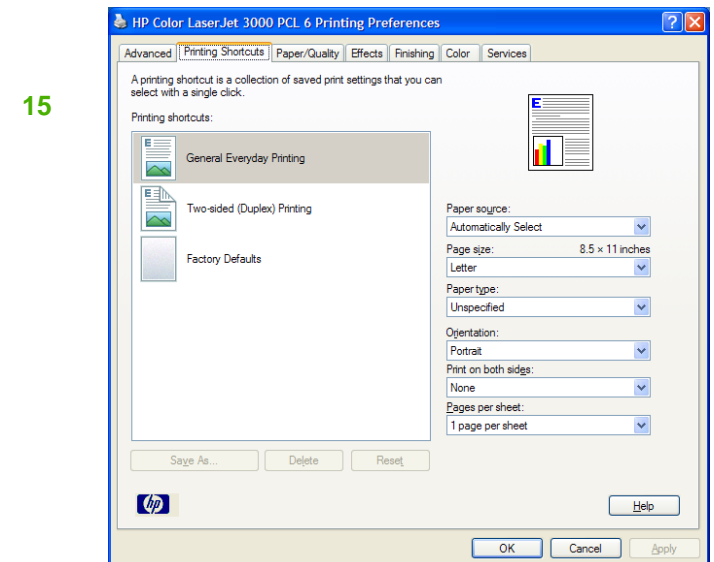 HP Color LaserJet 3000 PCL 6 Printing Preferences
Advanced Printing Shortcuts Paper/Quality Effects Finishing Color Services
15
A printing shortcut is a collection of saved print settings that you can
select with a single click.
Printing shortcuts:
E
General Everyday Printing
E
Two-sided (Duplex) Printing
Factory Defaults
E
Paper source:
Automatically Select
Page size: 8.5 × 11 inches
Letter
Paper type:
Unspecified
Orientation:
Portrait
Print on both sides:
None
Pages per sheet:
1 page per sheet
Save As... Delete Reset
hp
Help
OK Cancel Apply